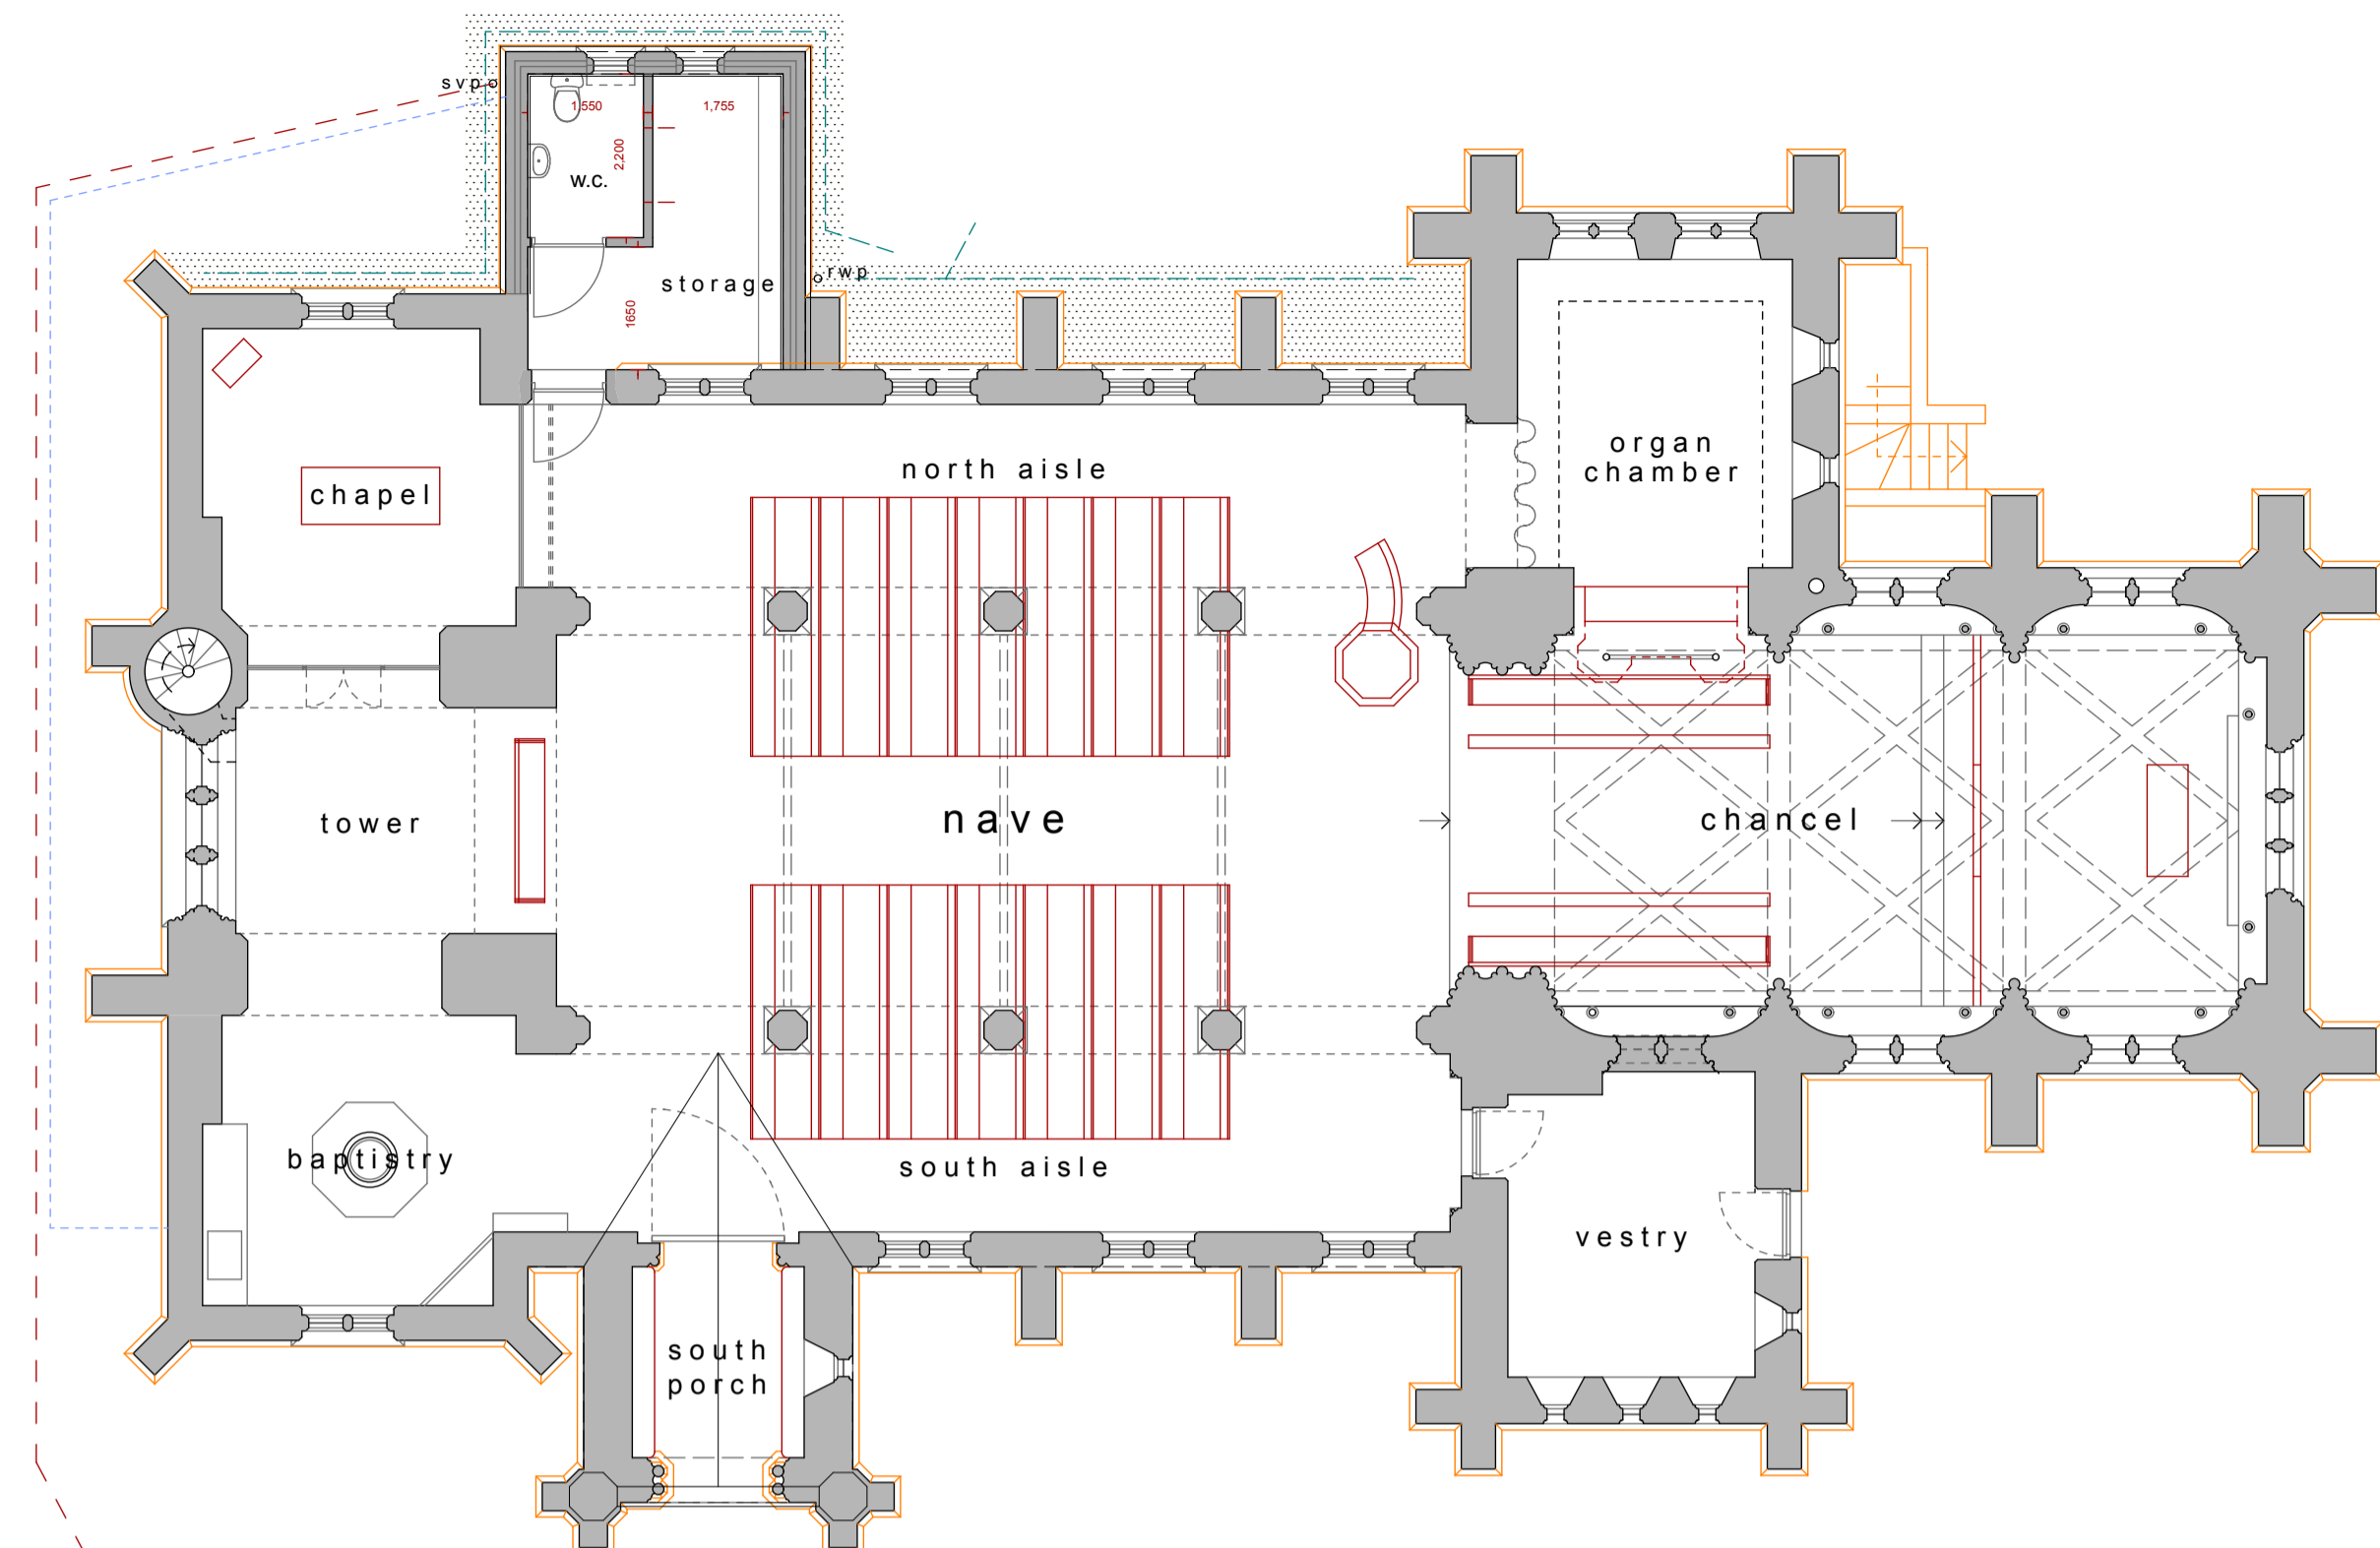 svp
1,550
1,755
2,200
w.c.
rwp
storage
1650
organ
chamber
north aisle
chapel
nave
chancel
tower
baptistry
south aisle
vestry
south
porch